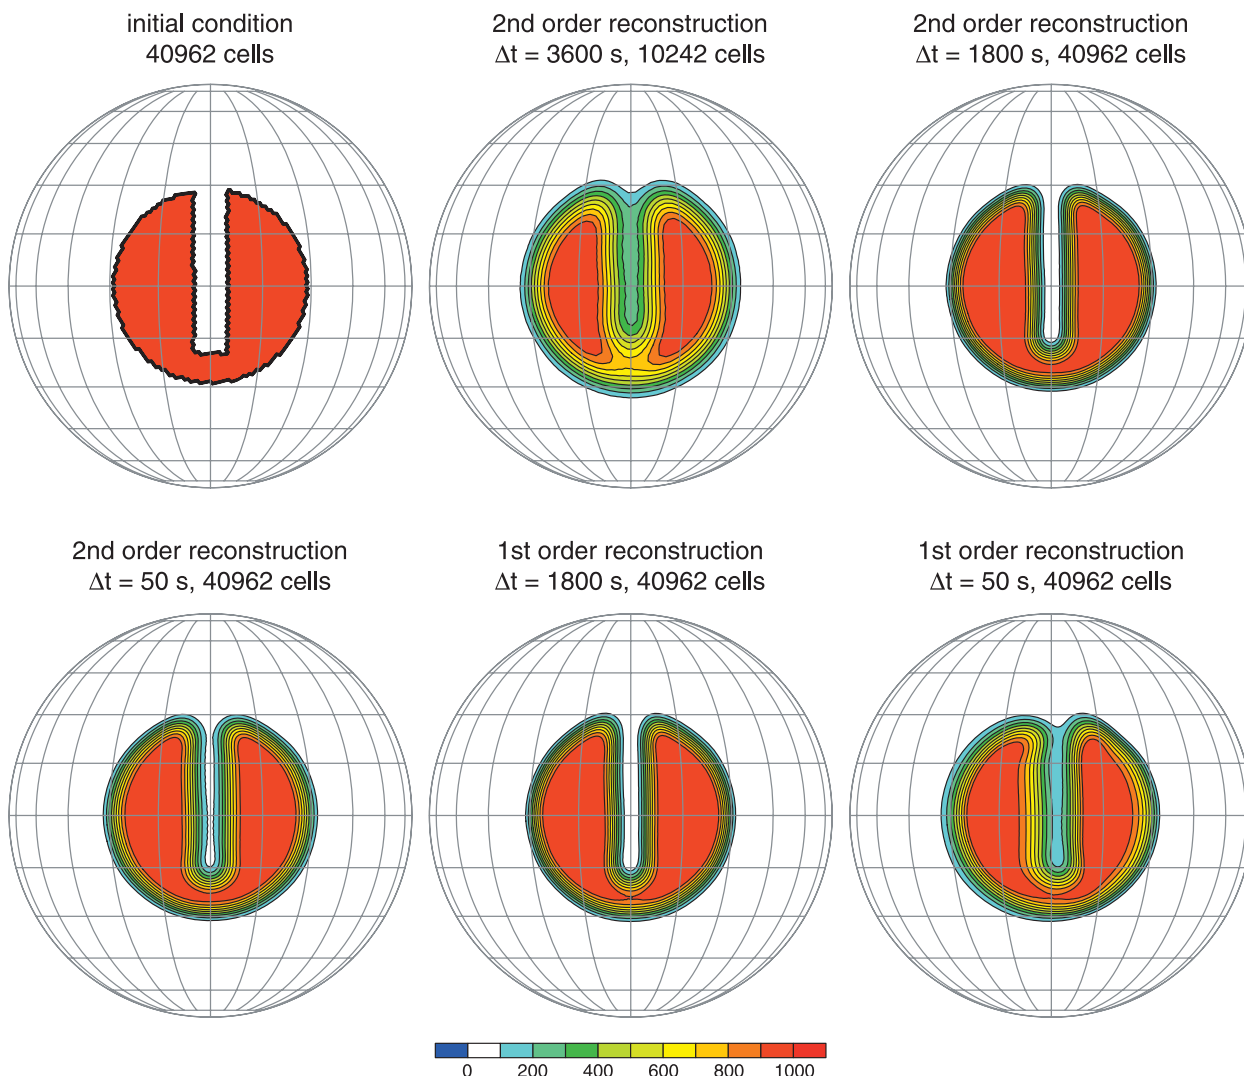 initial condition
40962 cells
2nd order reconstruction
Δt = 3600 s, 10242 cells
2nd order reconstruction
Δt = 1800 s, 40962 cells
2nd order reconstruction
Δt = 50 s, 40962 cells
1st order reconstruction
Δt = 1800 s, 40962 cells
1st order reconstruction
Δt = 50 s, 40962 cells
0 200 400 600 800 1000